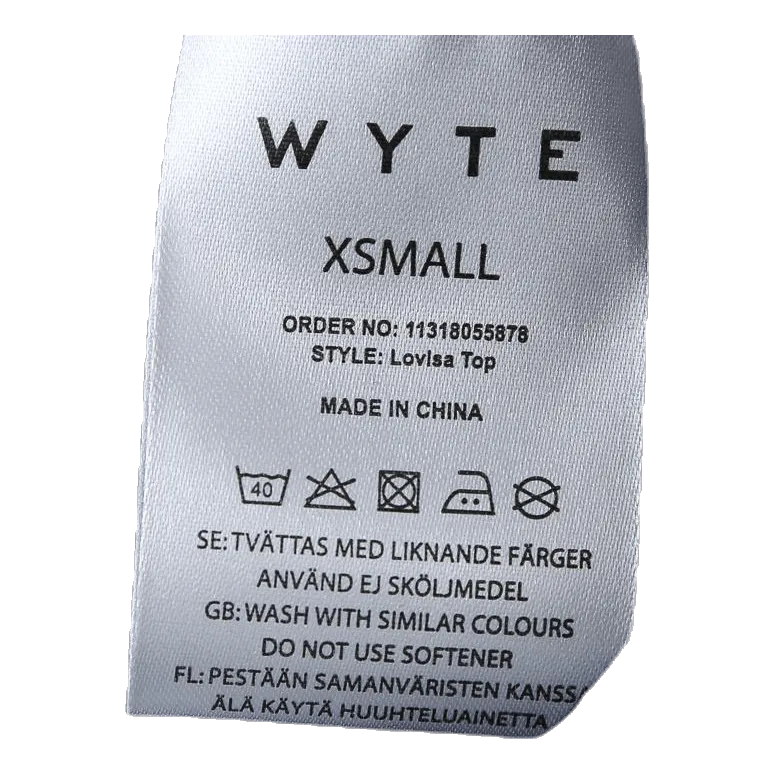 WYTE
XSMALL
ORDER NO: 11318055878
STYLE: Lovisa Top
MADE IN CHINA
40
SE: TVÄTTAS MED LIKNANDE FÄRGER
ANVÄND EJ SKÖLJMEDEL
GB: WASH WITH SIMILAR COLOURS
DO NOT USE SOFTENER
FL: PESTÄÄN SAMANVÄRISTEN KANSSA
ÄLÄ KÄYTÄ HUUHTELUAINETTA